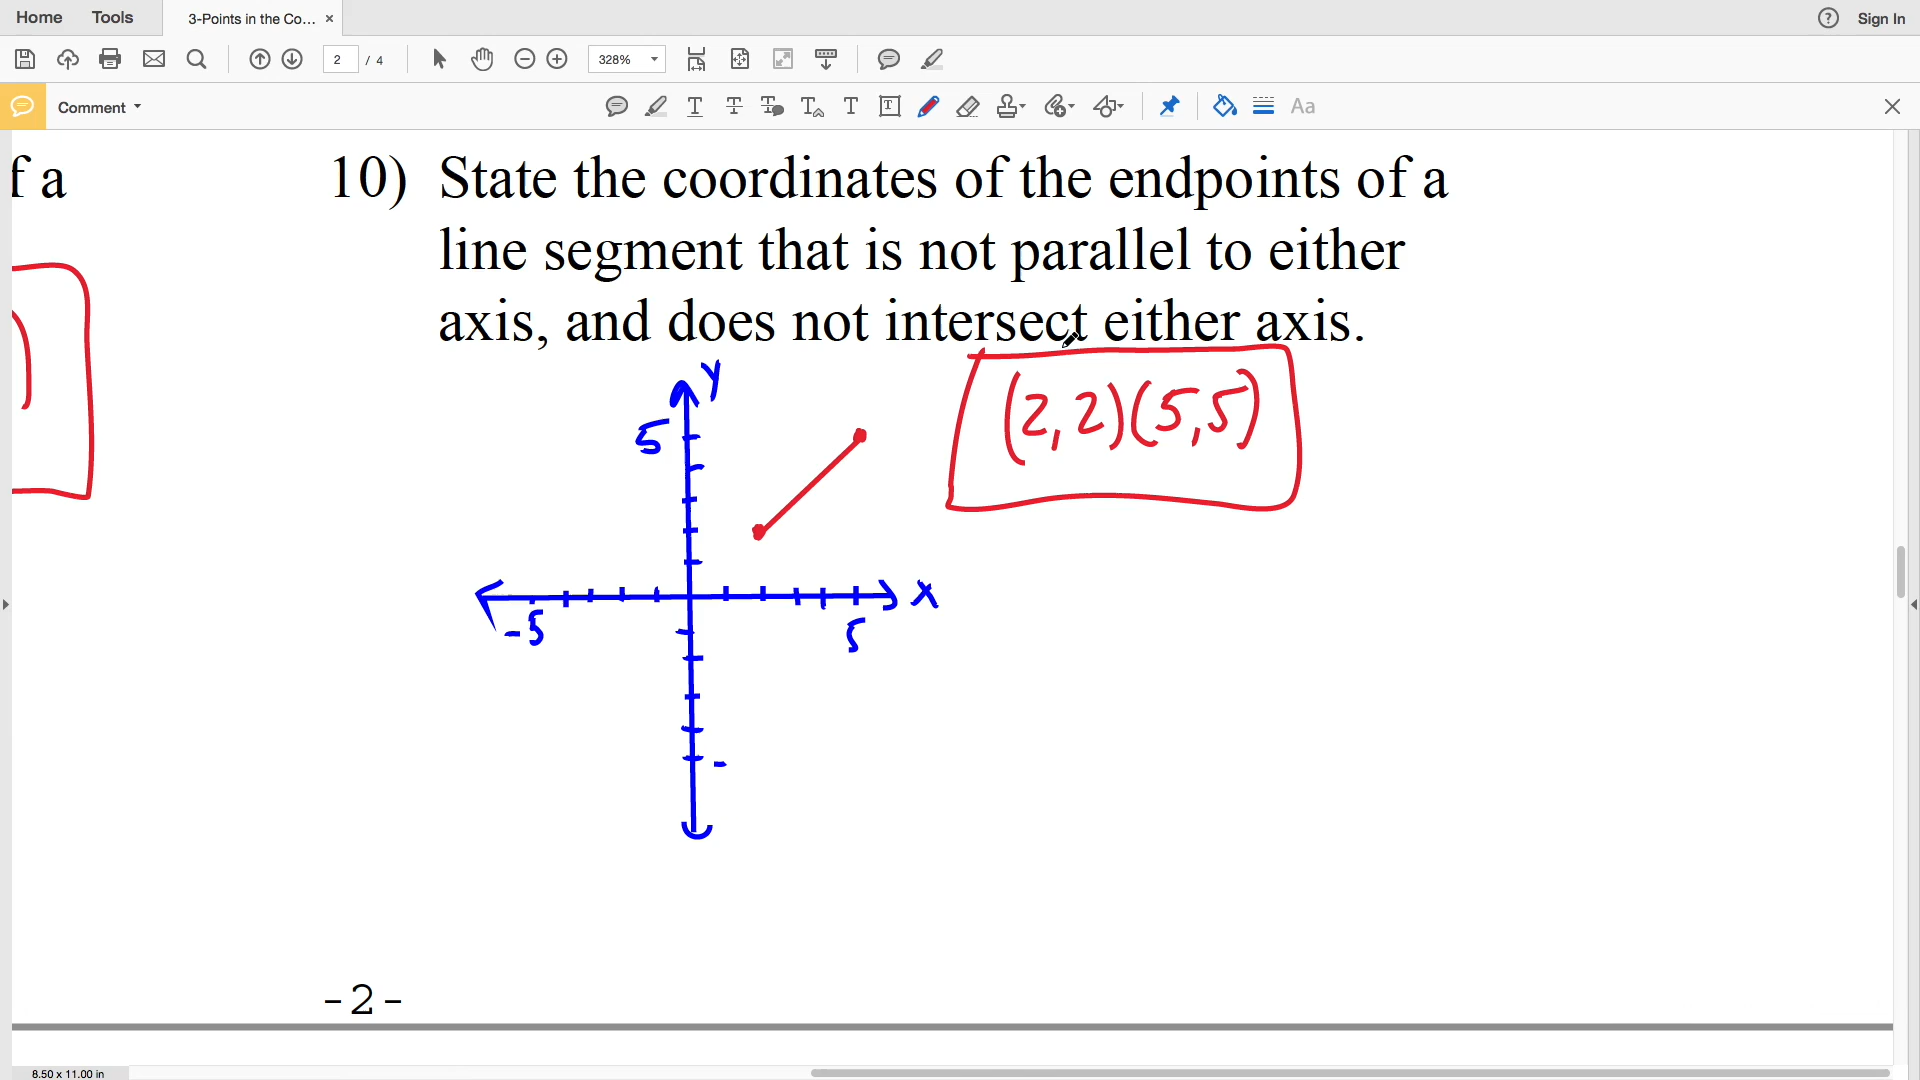 Home Tools 3-Points in the Co... × Sign In
2 / 4 328%
Comment Aa
f a
10) State the coordinates of the endpoints of a
line segment that is not parallel to either
axis, and does not intersect either axis.
y
(2,2)(5,5)
5
x
-5 5
-
-2-
8.50 x 11.00 in